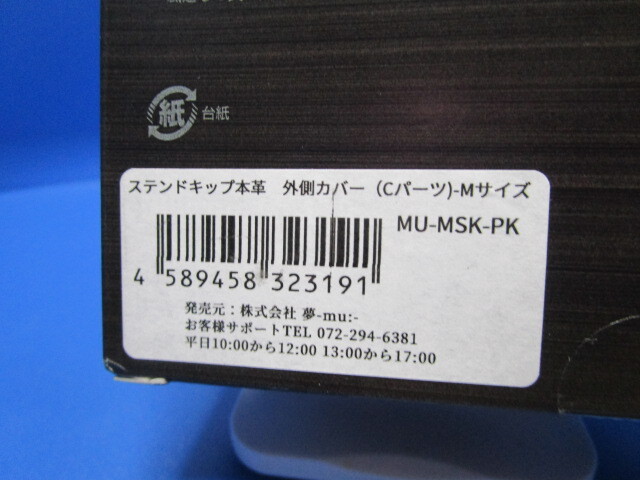 紙 台紙
ステンドキップ本革 外側カバー（Cパーツ)-Mサイズ
MU-MSK-PK
4 589458 323191
発売元：株式会社 夢-mu:-
お客様サポートTEL 072-294-6381
平日10:00から12:00 13:00から17:00